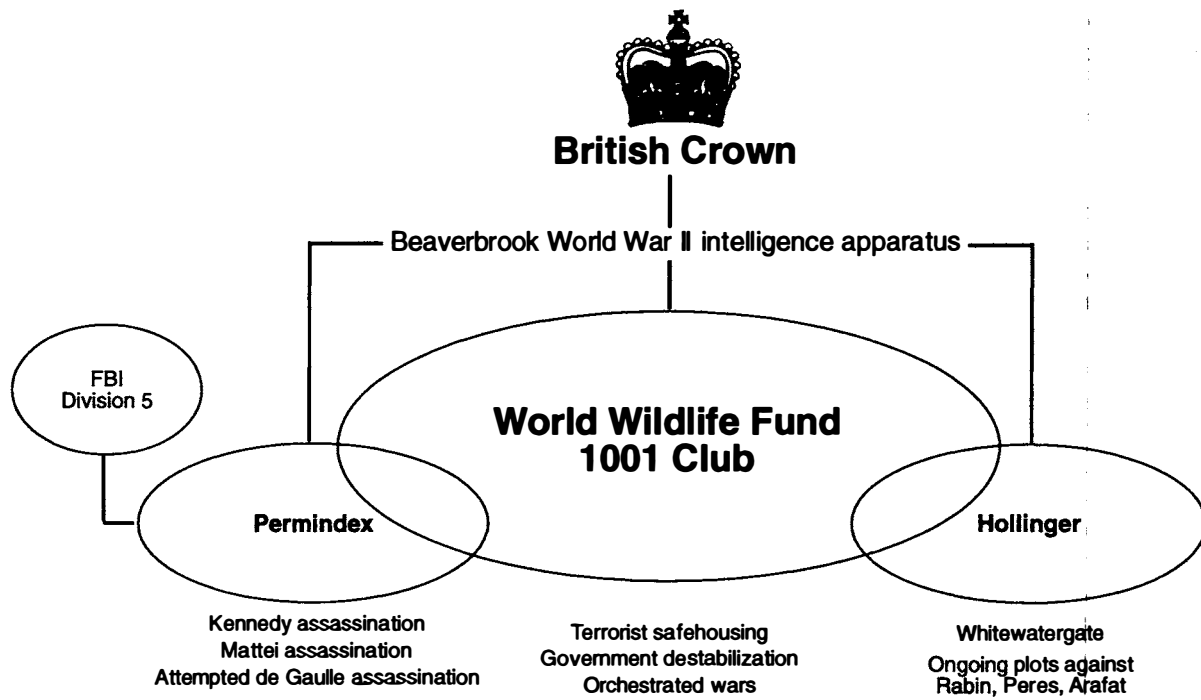 British Crown
Beaverbrook World War II intelligence apparatus
FBI
Division 5
World Wildlife Fund
1001 Club
Permindex
Hollinger
Kennedy assassination
Mattei assassination
Attempted de Gaulle assassination
Terrorist safehousing
Government destabilization
Orchestrated wars
Whitewatergate
Ongoing plots against
Rabin, Peres, Arafat